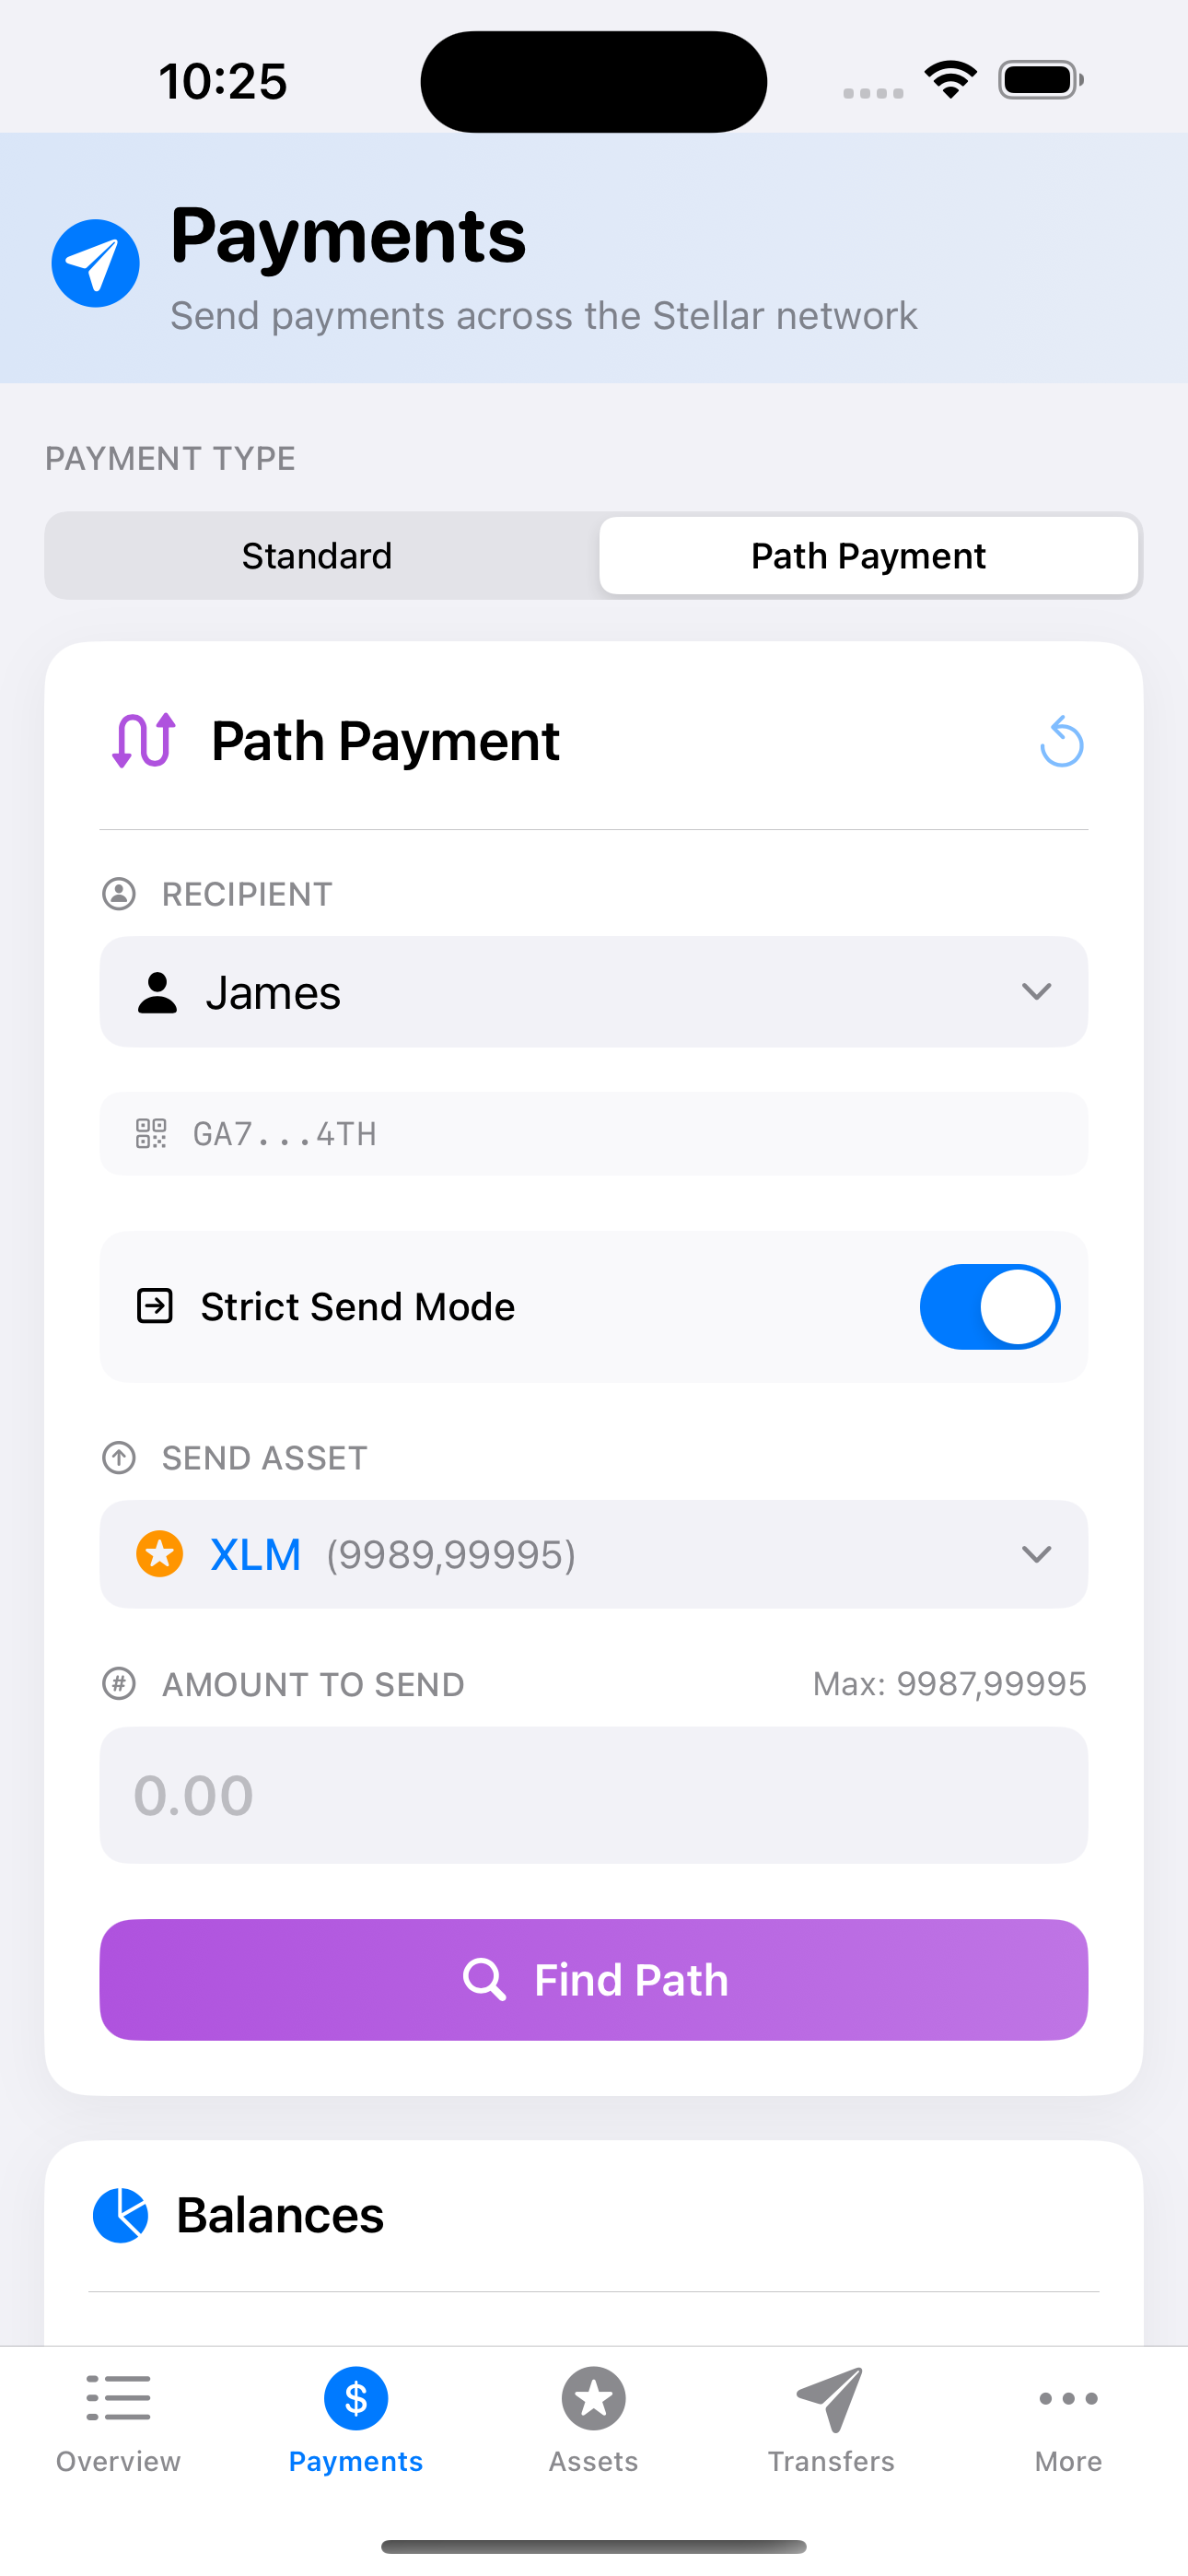 10:25
Payments
Send payments across the Stellar network
PAYMENT TYPE
Standard
Path Payment
Path Payment
RECIPIENT
James
GA7...4TH
Strict Send Mode
SEND ASSET
XLM (9989,99995)
# AMOUNT TO SEND Max: 9987,99995
0.00
Find Path
Balances
$
Overview Payments Assets Transfers More